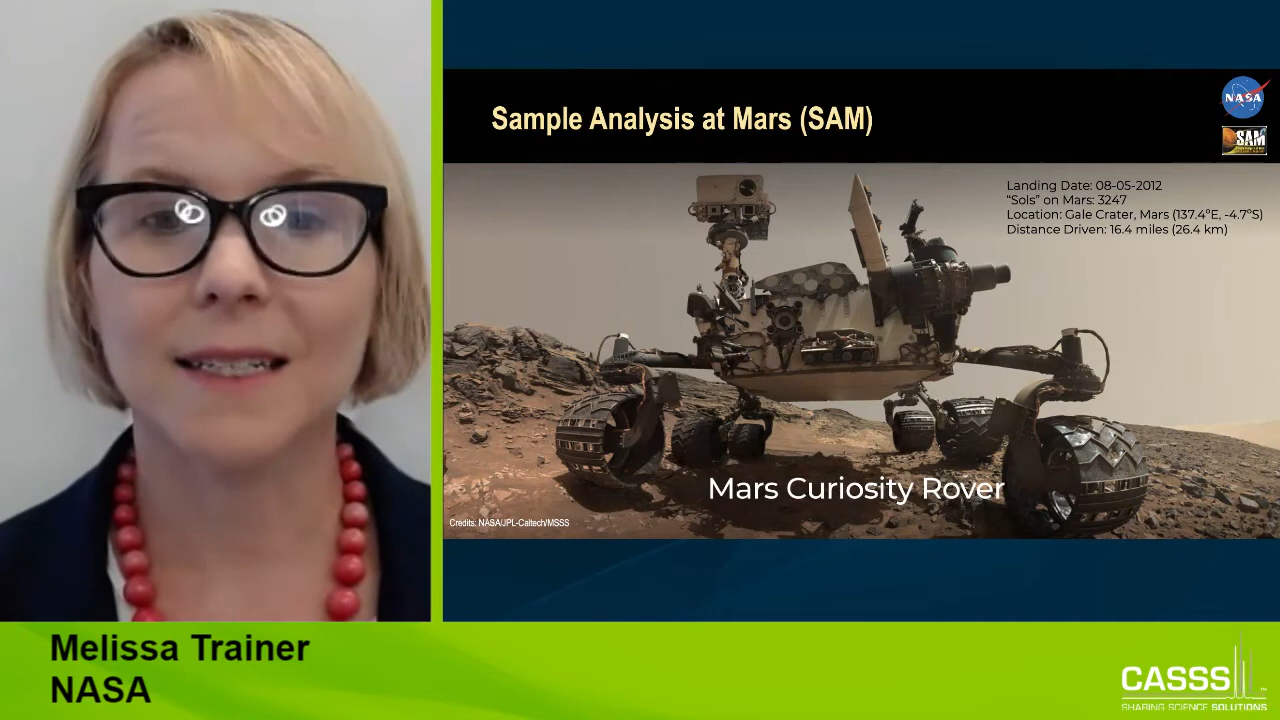 Sample Analysis at Mars (SAM)
NASA
SAM
Landing Date: 08-05-2012
“Sols” on Mars: 3247
Location: Gale Crater, Mars (137.4°E, -4.7°S)
Distance Driven: 16.4 miles (26.4 km)
Mars Curiosity Rover
Credits: NASA/JPL-Caltech/MSSS
Melissa Trainer
NASA
CASSS
SHARING SCIENCE SOLUTIONS